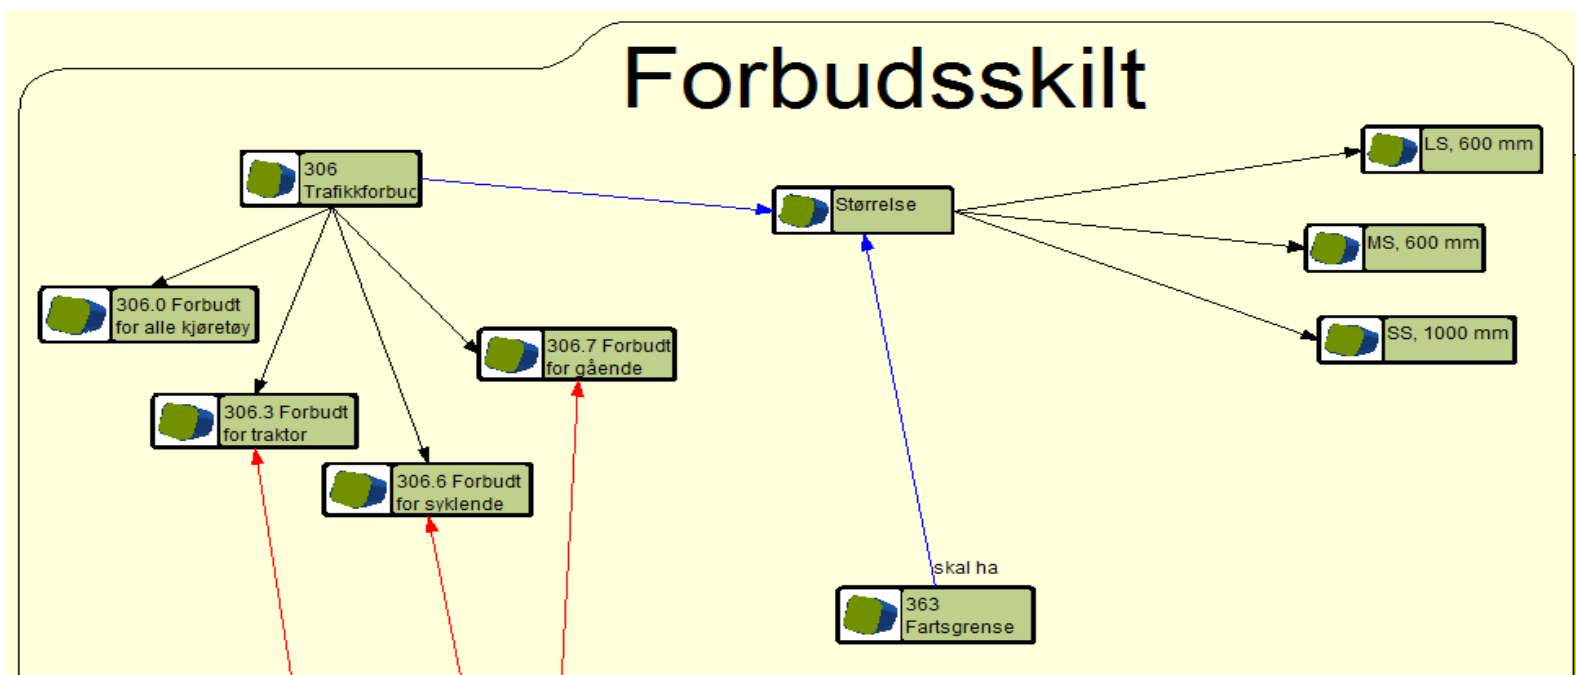 Forbudsskilt
306
Trafikkforbud
Størrelse
LS, 600 mm
MS, 600 mm
SS, 1000 mm
306.0 Forbudt
for alle kjøretøy
306.7 Forbudt
for gående
306.3 Forbudt
for traktor
306.6 Forbudt
for syklende
skal ha
363
Fartsgrense